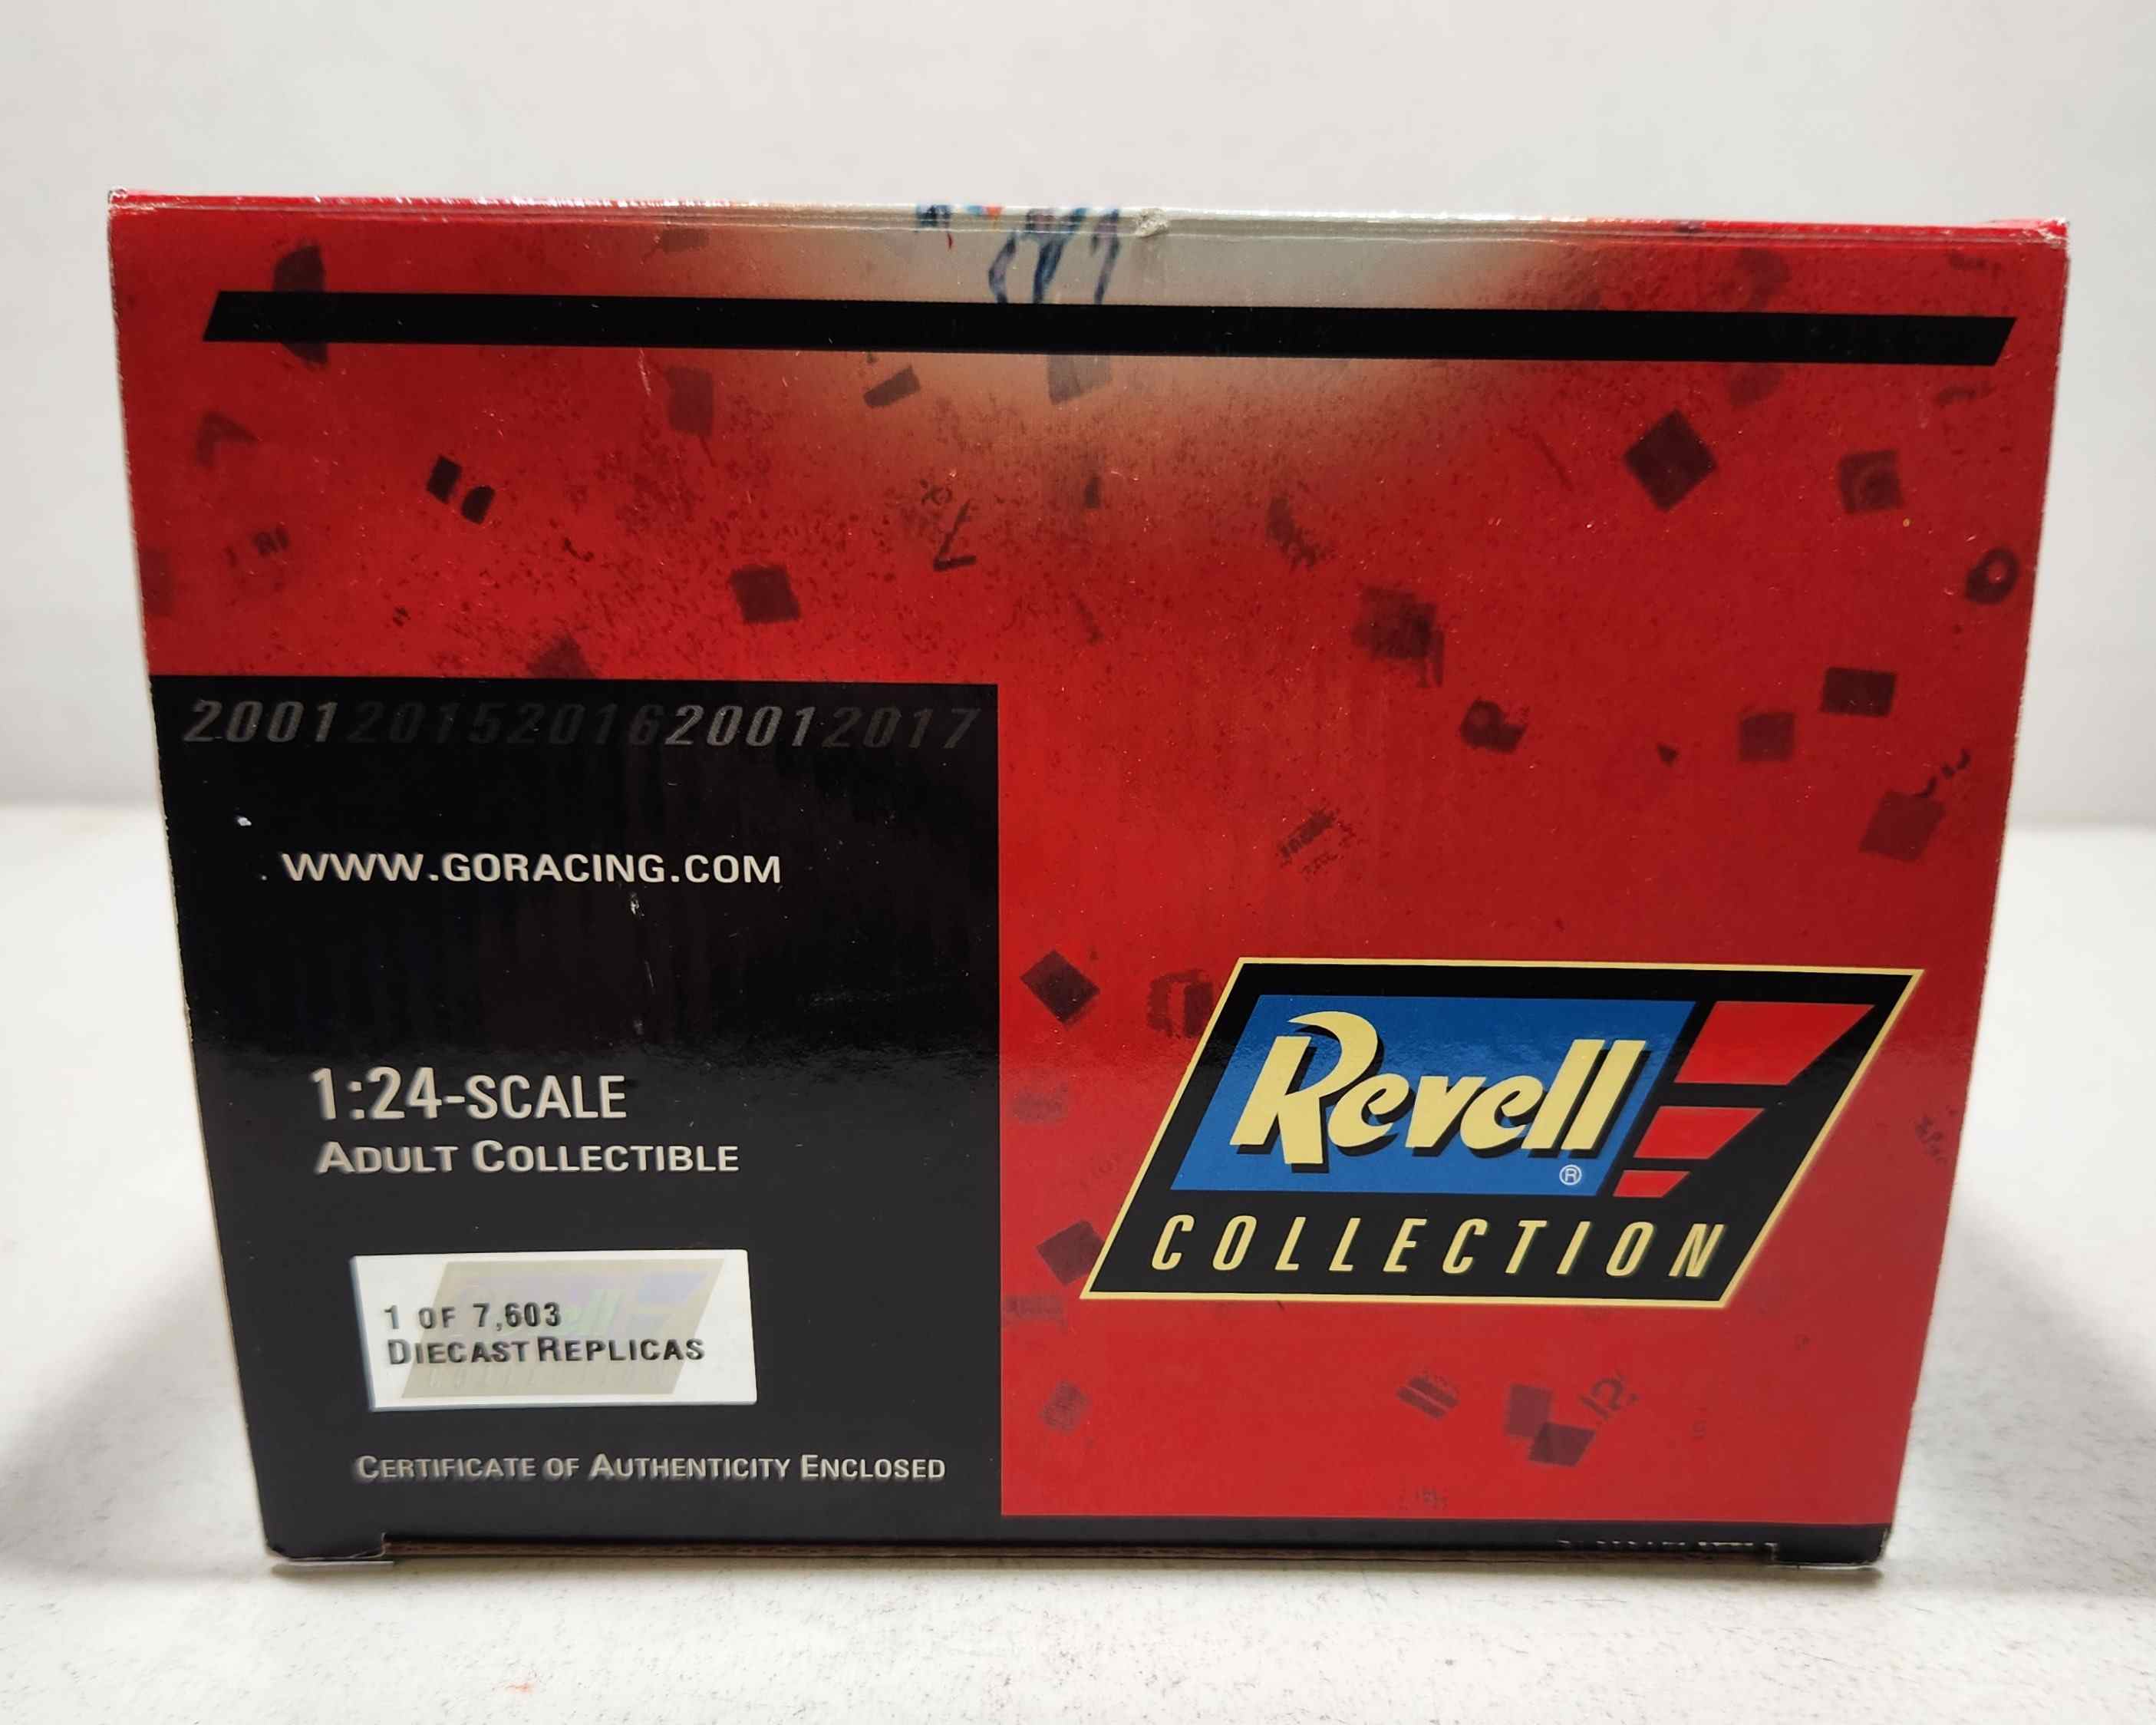 20012015201620012017
WWW.GORACING.COM
1:24-SCALE
ADULT COLLECTIBLE
1 OF 7,603
DIECAST REPLICAS
CERTIFICATE OF AUTHENTICITY ENCLOSED
Revell
®
COLLECTION